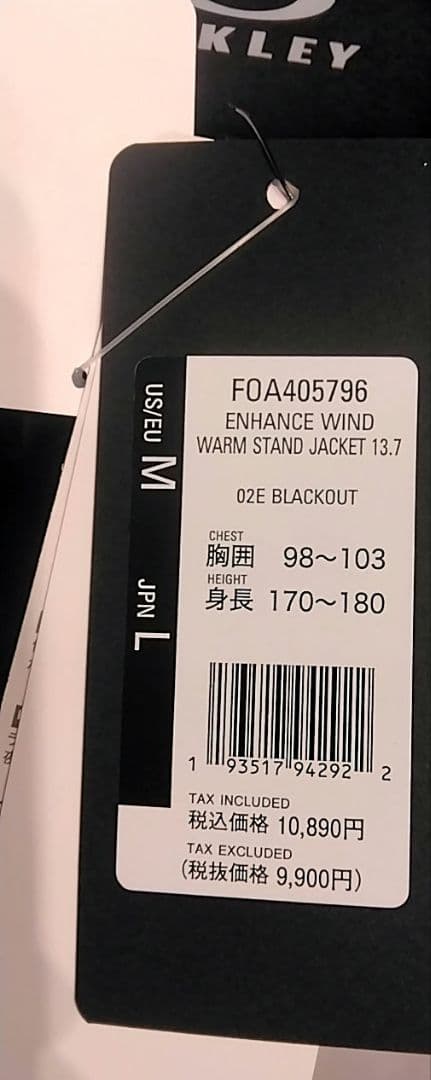 KLEY
US/EU M
JPN L
FOA405796
ENHANCE WIND
WARM STAND JACKET 13.7
02E BLACKOUT
CHEST
胸囲 98～103
HEIGHT
身長 170～180
1 93517 94292 2
TAX INCLUDED
税込価格 10,890円
TAX EXCLUDED
(税抜価格 9,900円)